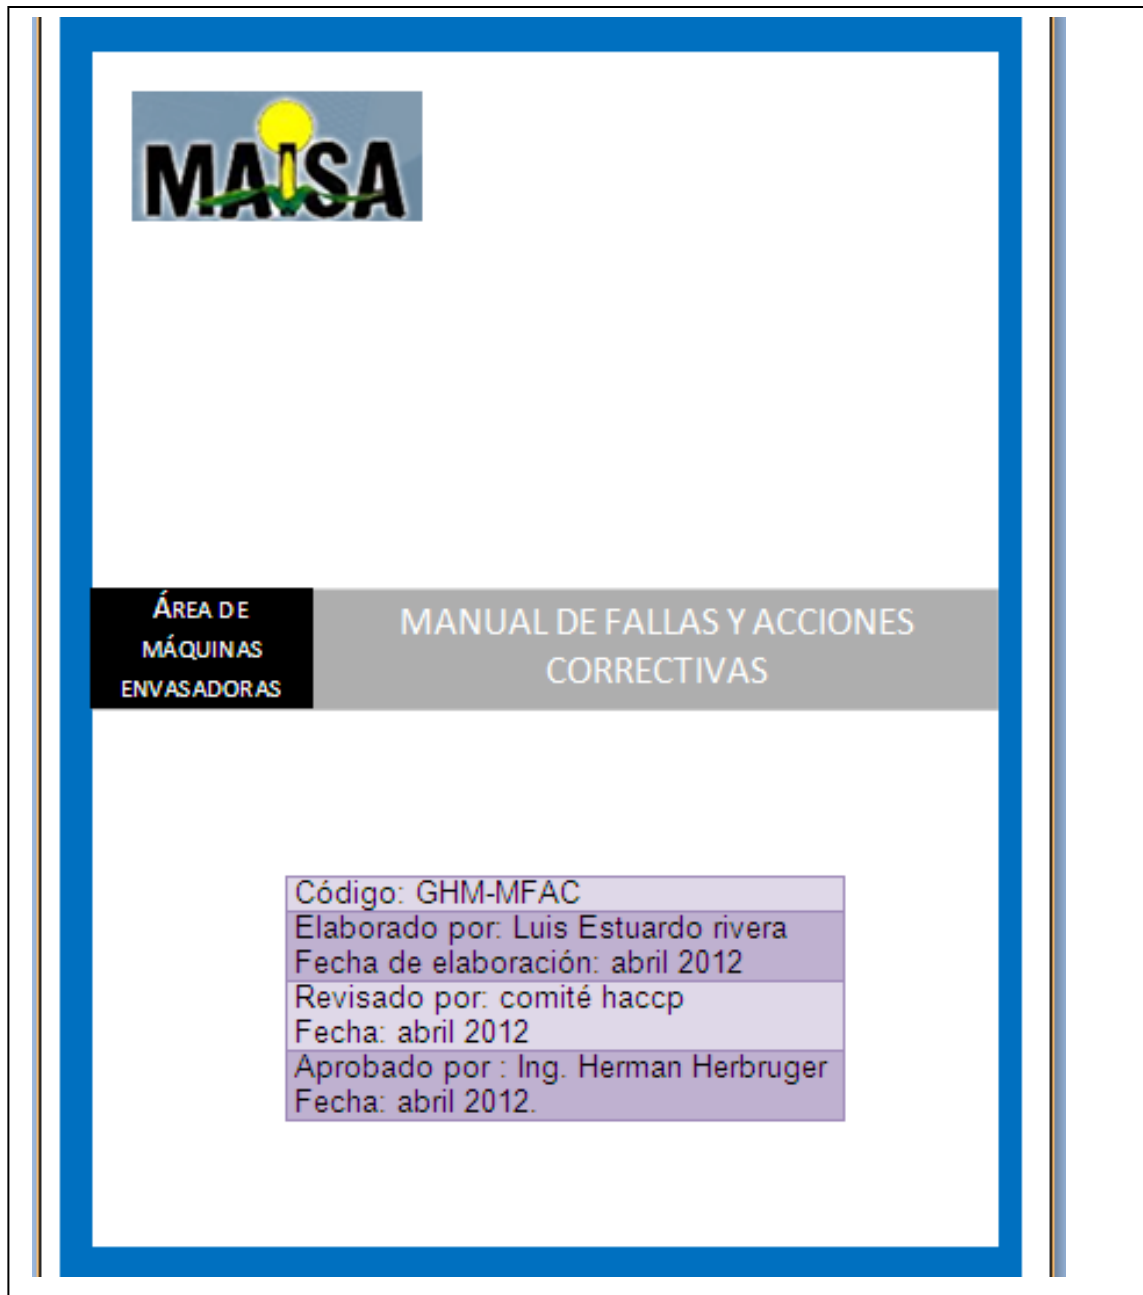 MAISA
ÁREA DE
MÁQUINAS
ENVASADORAS
MANUAL DE FALLAS Y ACCIONES
CORRECTIVAS
Código: GHM-MFAC
Elaborado por: Luis Estuardo rivera
Fecha de elaboración: abril 2012
Revisado por: comité haccp
Fecha: abril 2012
Aprobado por : Ing. Herman Herbruger
Fecha: abril 2012.